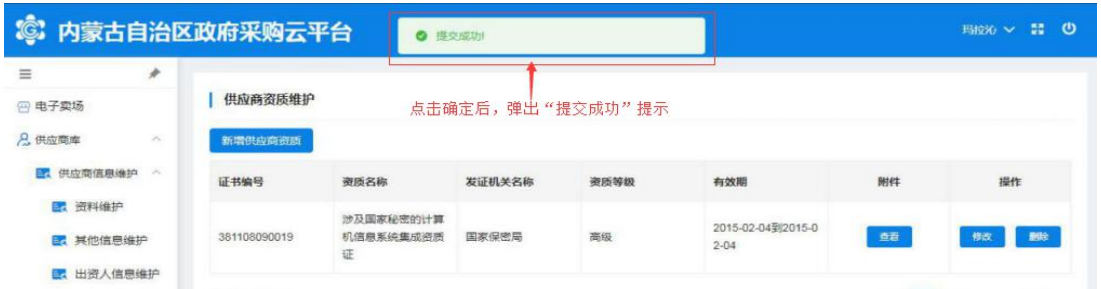 内蒙古自治区政府采购云平台
提交成功!
电子卖场
供应商库
供应商信息维护
资料维护
其他信息维护
出资人信息维护
供应商资质维护
点击确定后，弹出“提交成功”提示
新增供应商资质
证书编号 资质名称 发证机关名称 资质等级 有效期 附件 操作
涉及国家秘密的计算
381108090019 机信息系统集成资质 国家保密局 高级 2015-02-04到2015-0 查看 修改 删除
证 2-04